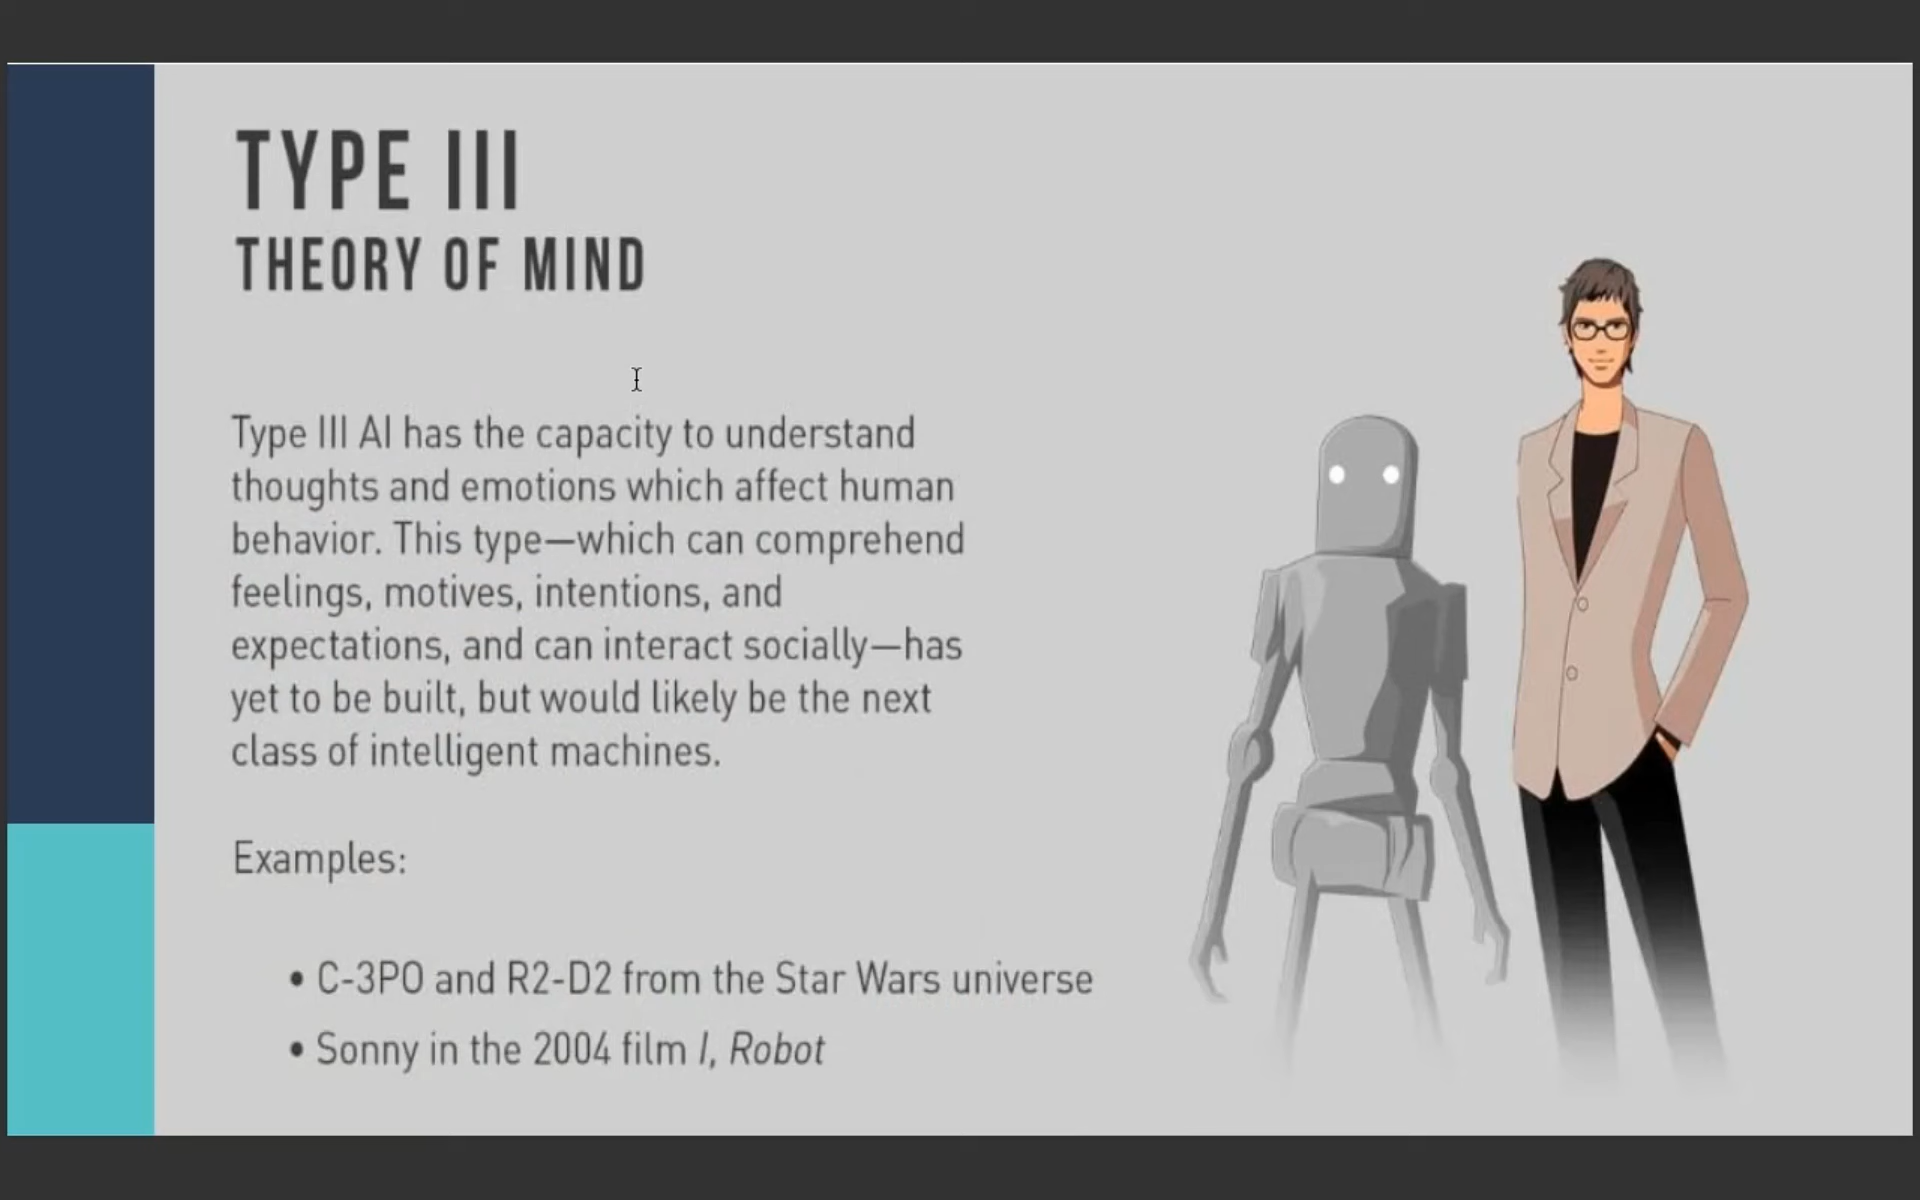 TYPE III
THEORY OF MIND
Type III AI has the capacity to understand
thoughts and emotions which affect human
behavior. This type—which can comprehend
feelings, motives, intentions, and
expectations, and can interact socially—has
yet to be built, but would likely be the next
class of intelligent machines.
Examples:
• C-3PO and R2-D2 from the Star Wars universe
• Sonny in the 2004 film I, Robot